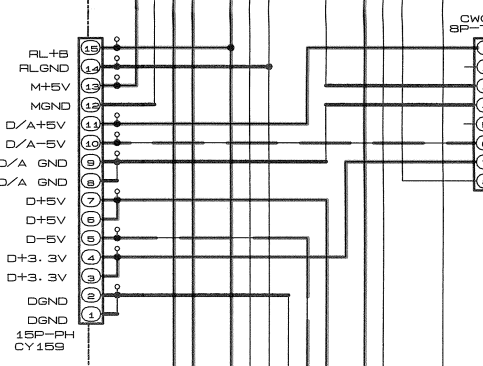 CW
8P-
RL+B 15
RLGND 14
M+5V 13
MGND 12
D/A+5V 11
D/A-5V 10
D/A GND 9
D/A GND 8
D+5V 7
D+5V 6
D-5V 5
D+3.3V 4
D+3.3V 3
DGND 2
DGND 1
15P-PH
CY159